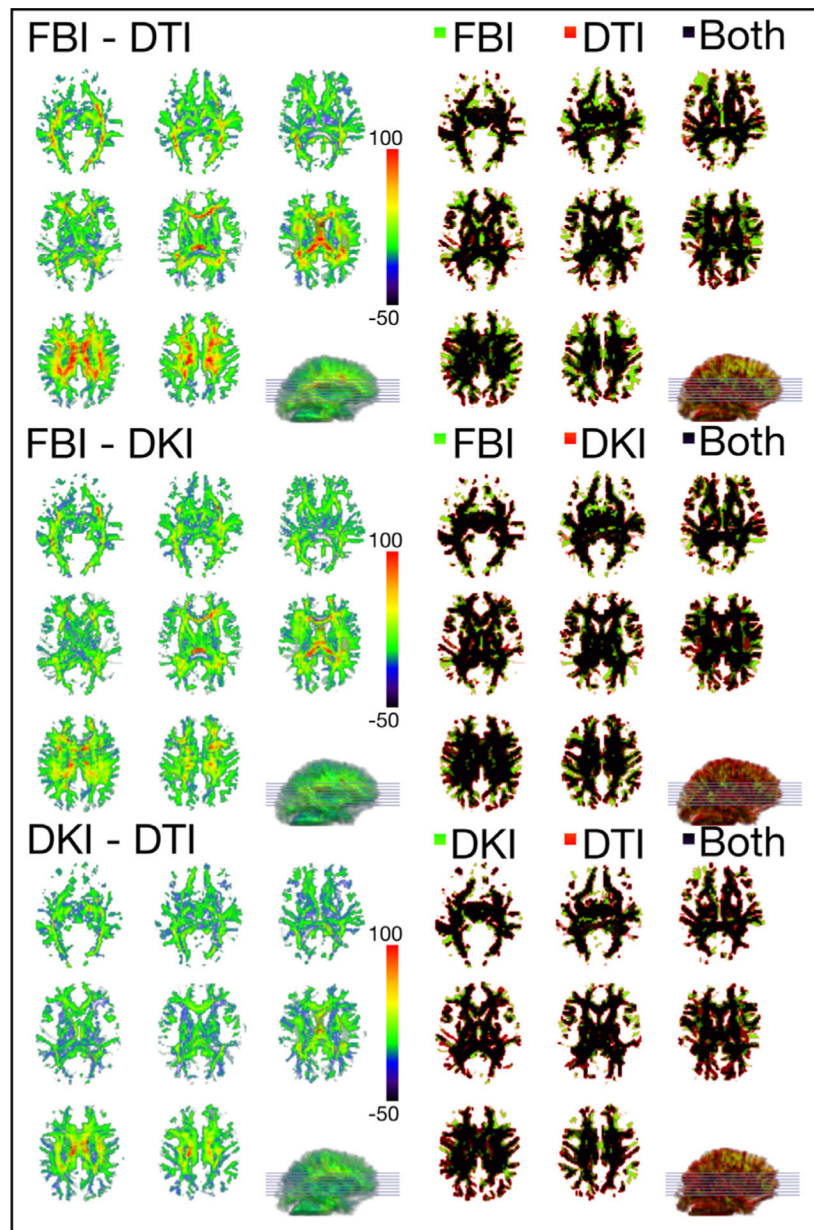 FBI - DTI
FBI DTI Both
100
-50
FBI - DKI
FBI DKI Both
100
-50
DKI - DTI
DKI DTI Both
100
-50